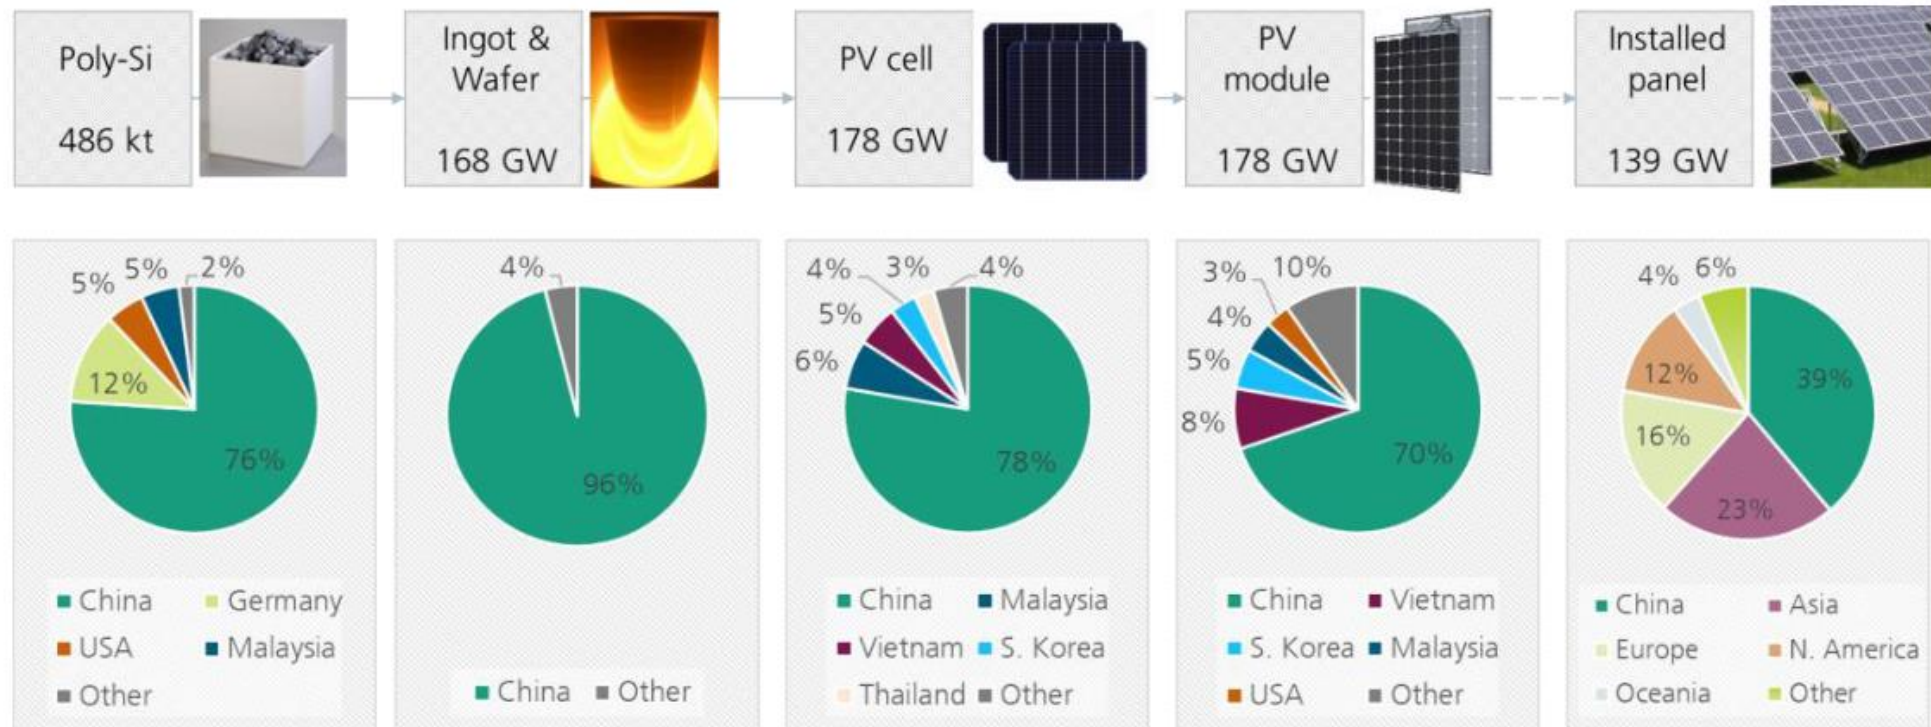 Poly-Si
486 kt
Ingot &
Wafer
168 GW
PV cell
178 GW
PV
module
178 GW
Installed
panel
139 GW
5%
5%
2%
12%
76%
China
Germany
USA
Malaysia
Other
4%
96%
China
Other
4%
3%
4%
5%
6%
78%
China
Malaysia
Vietnam
S. Korea
Thailand
Other
3%
10%
4%
5%
8%
70%
China
Vietnam
S. Korea
Malaysia
USA
Other
4%
6%
12%
39%
16%
23%
China
Asia
Europe
N. America
Oceania
Other